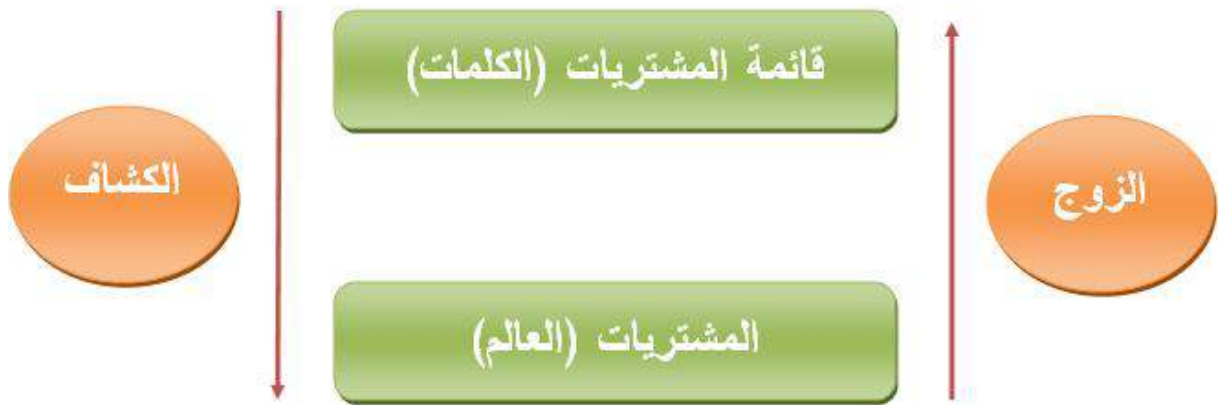 قائمة المشتريات (الكلمات)
الزوج
الكشاف
المشتريات (العالم)